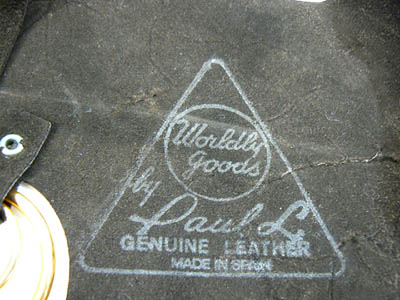 Worldly
Goods
by
Paul L.
GENUINE LEATHER
MADE IN SPAIN